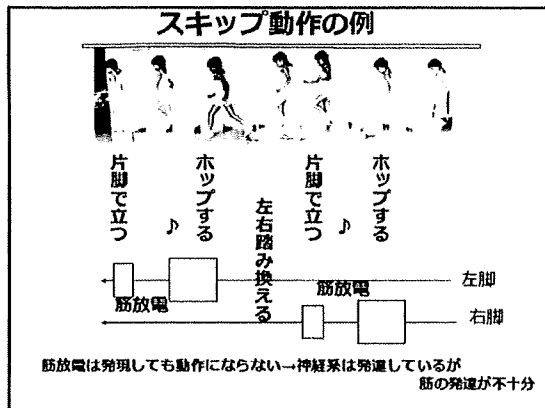 スキップ動作の例
片脚で立つ
♪
ホップする
左右踏み換える
片脚で立つ
♪
ホップする
左脚
筋放電
筋放電
右脚
筋放電は発現しても動作にならない→神経系は発達しているが
筋の発達が不十分